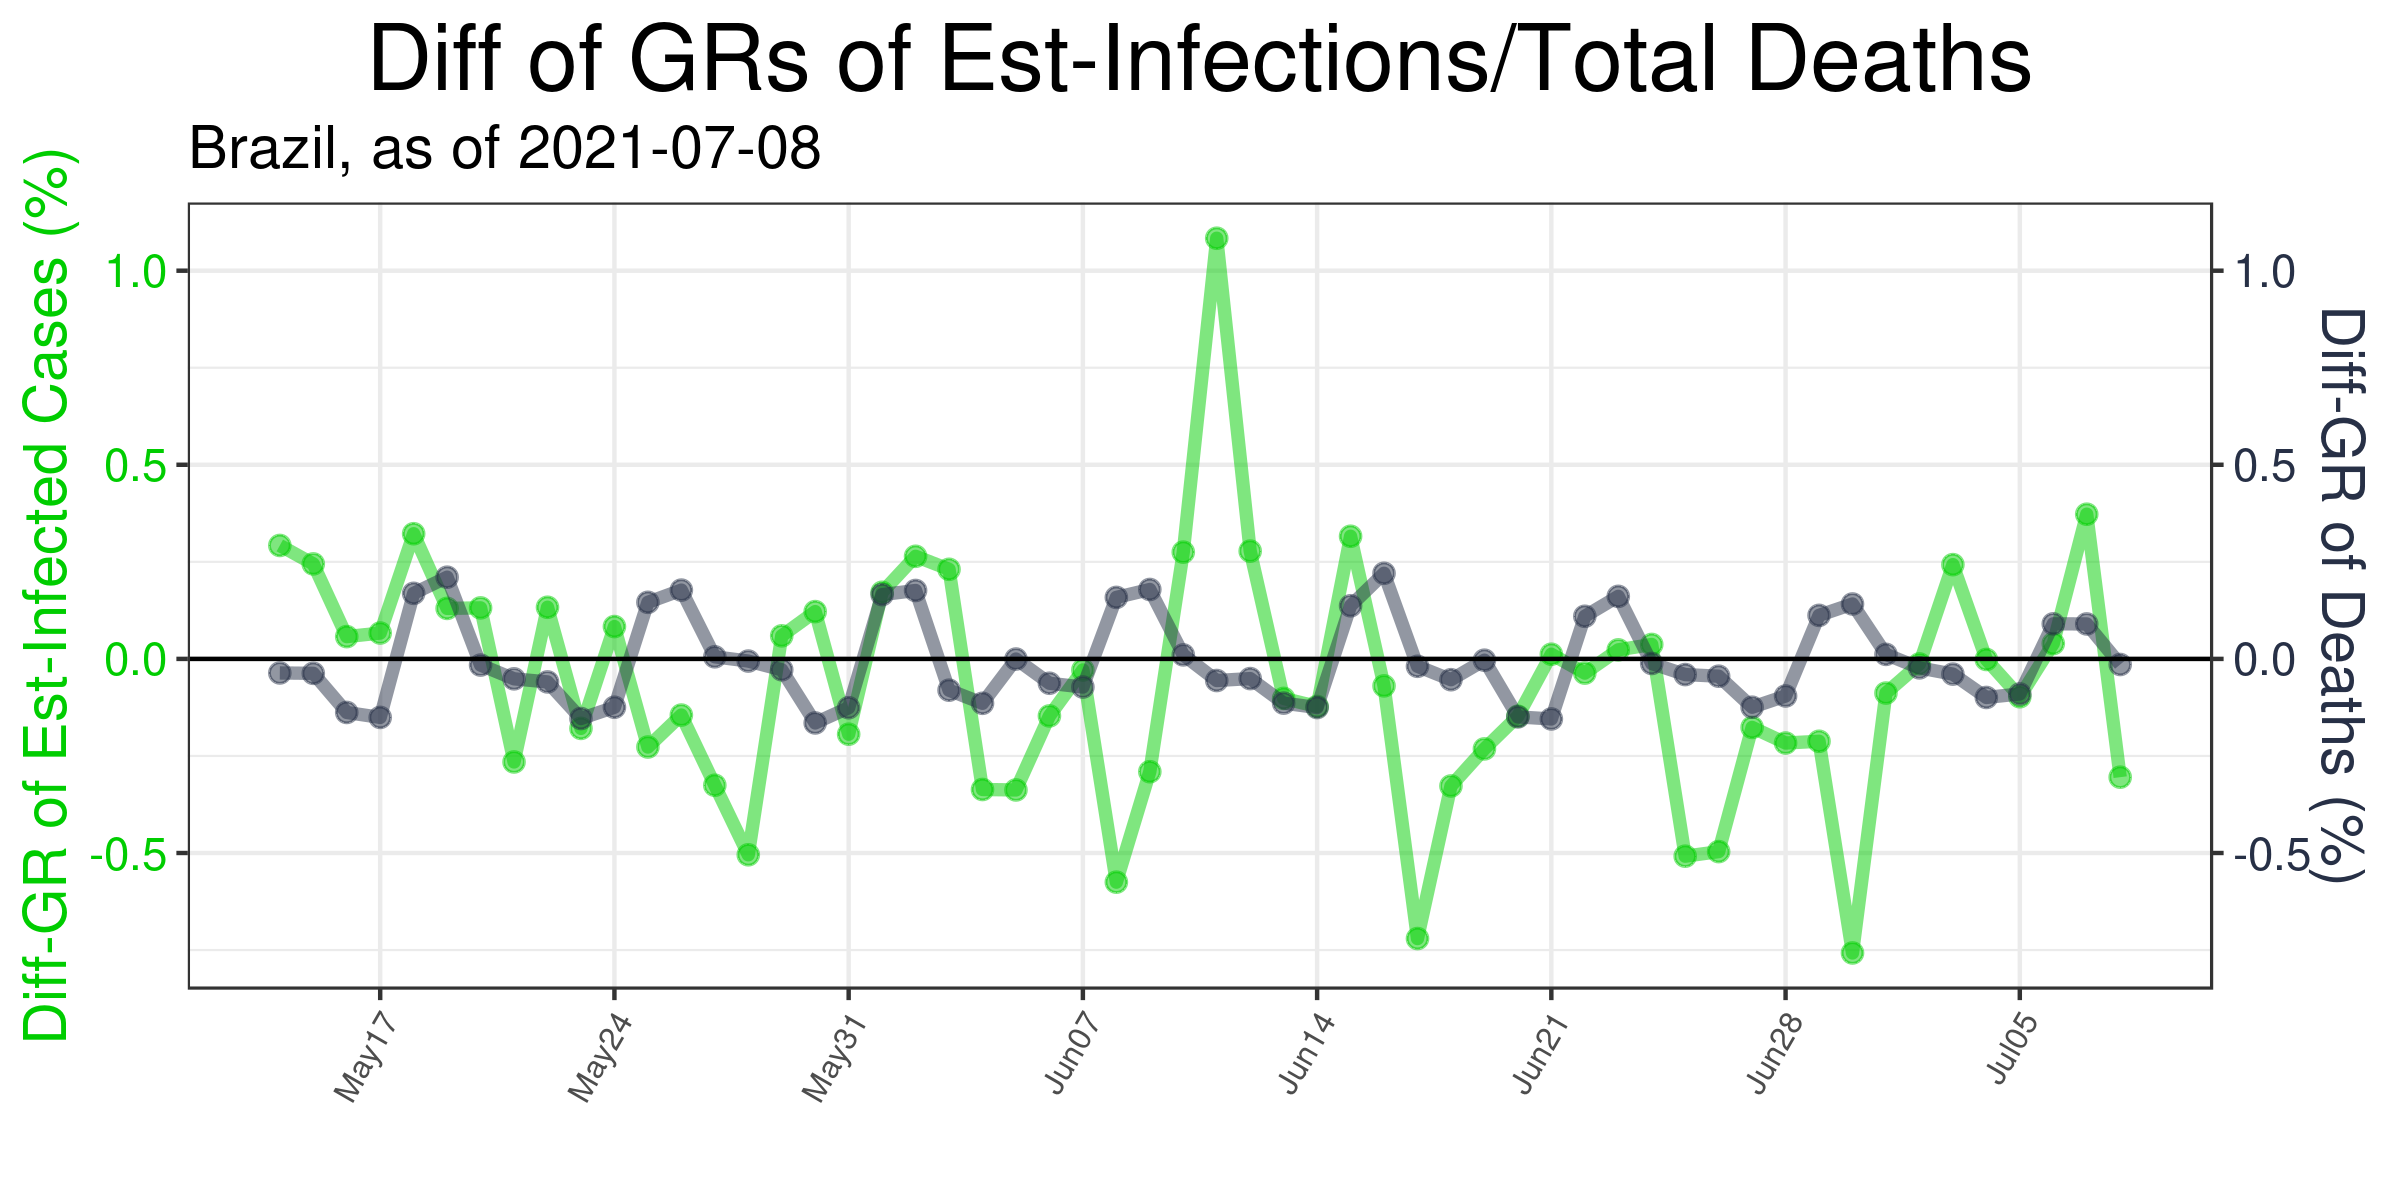 Diff of GRs of Est-Infections/Total Deaths
Brazil, as of 2021-07-08
Diff-GR of Est-Infected Cases (%)
1.0
0.5
0.0
-0.5
1.0
0.5
0.0
-0.5
Diff-GR of Deaths (%)
May17
May24
May31
Jun07
Jun14
Jun21
Jun28
Jul05